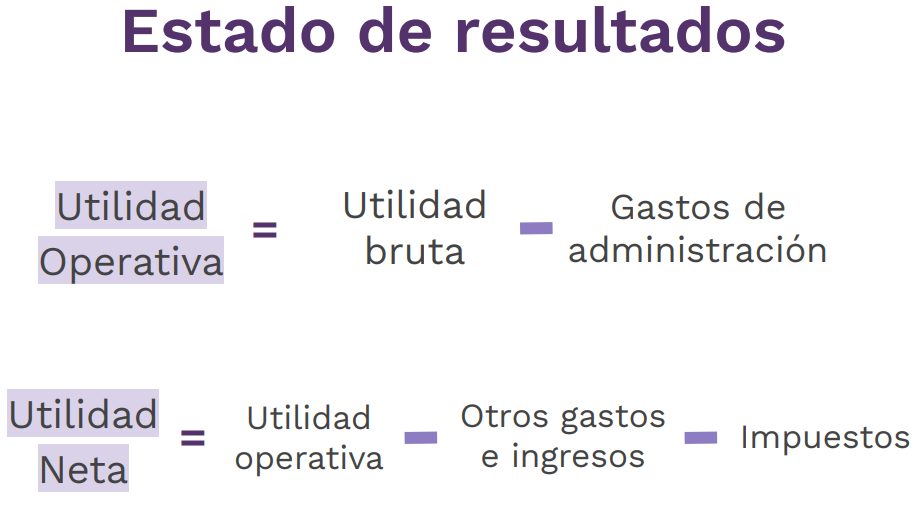 Estado de resultados
Utilidad Operativa = Utilidad bruta - Gastos de administración
Utilidad Neta = Utilidad operativa - Otros gastos e ingresos - Impuestos